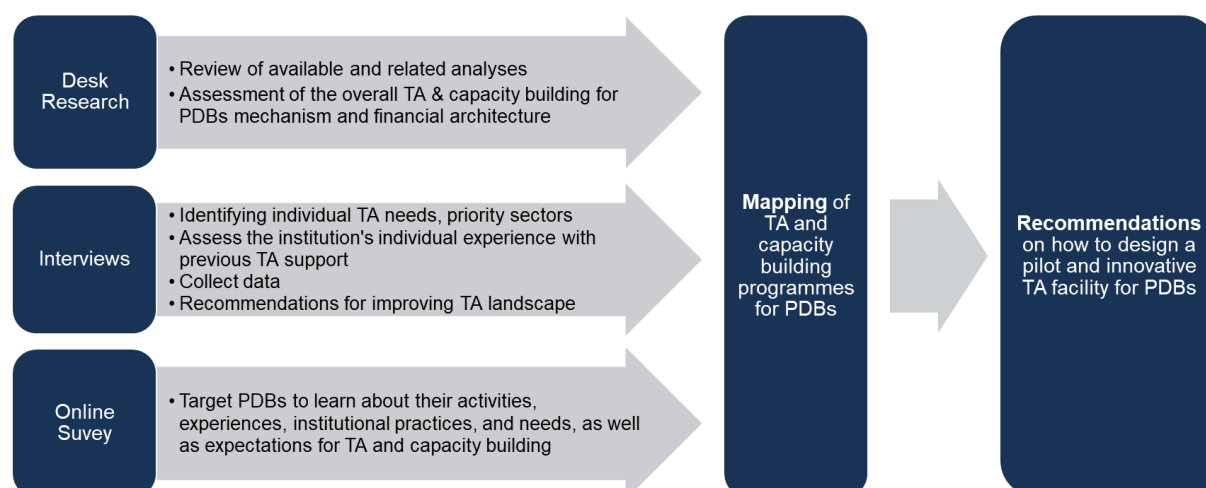 Desk
Research
• Review of available and related analyses
• Assessment of the overall TA & capacity building for
PDBs mechanism and financial architecture
Interviews
• Identifying individual TA needs, priority sectors
• Assess the institution's individual experience with
previous TA support
• Collect data
• Recommendations for improving TA landscape
Online
Suvey
• Target PDBs to learn about their activities,
experiences, institutional practices, and needs, as well
as expectations for TA and capacity building
Mapping of
TA and
capacity
building
programmes
for PDBs
Recommendations
on how to design a
pilot and innovative
TA facility for PDBs